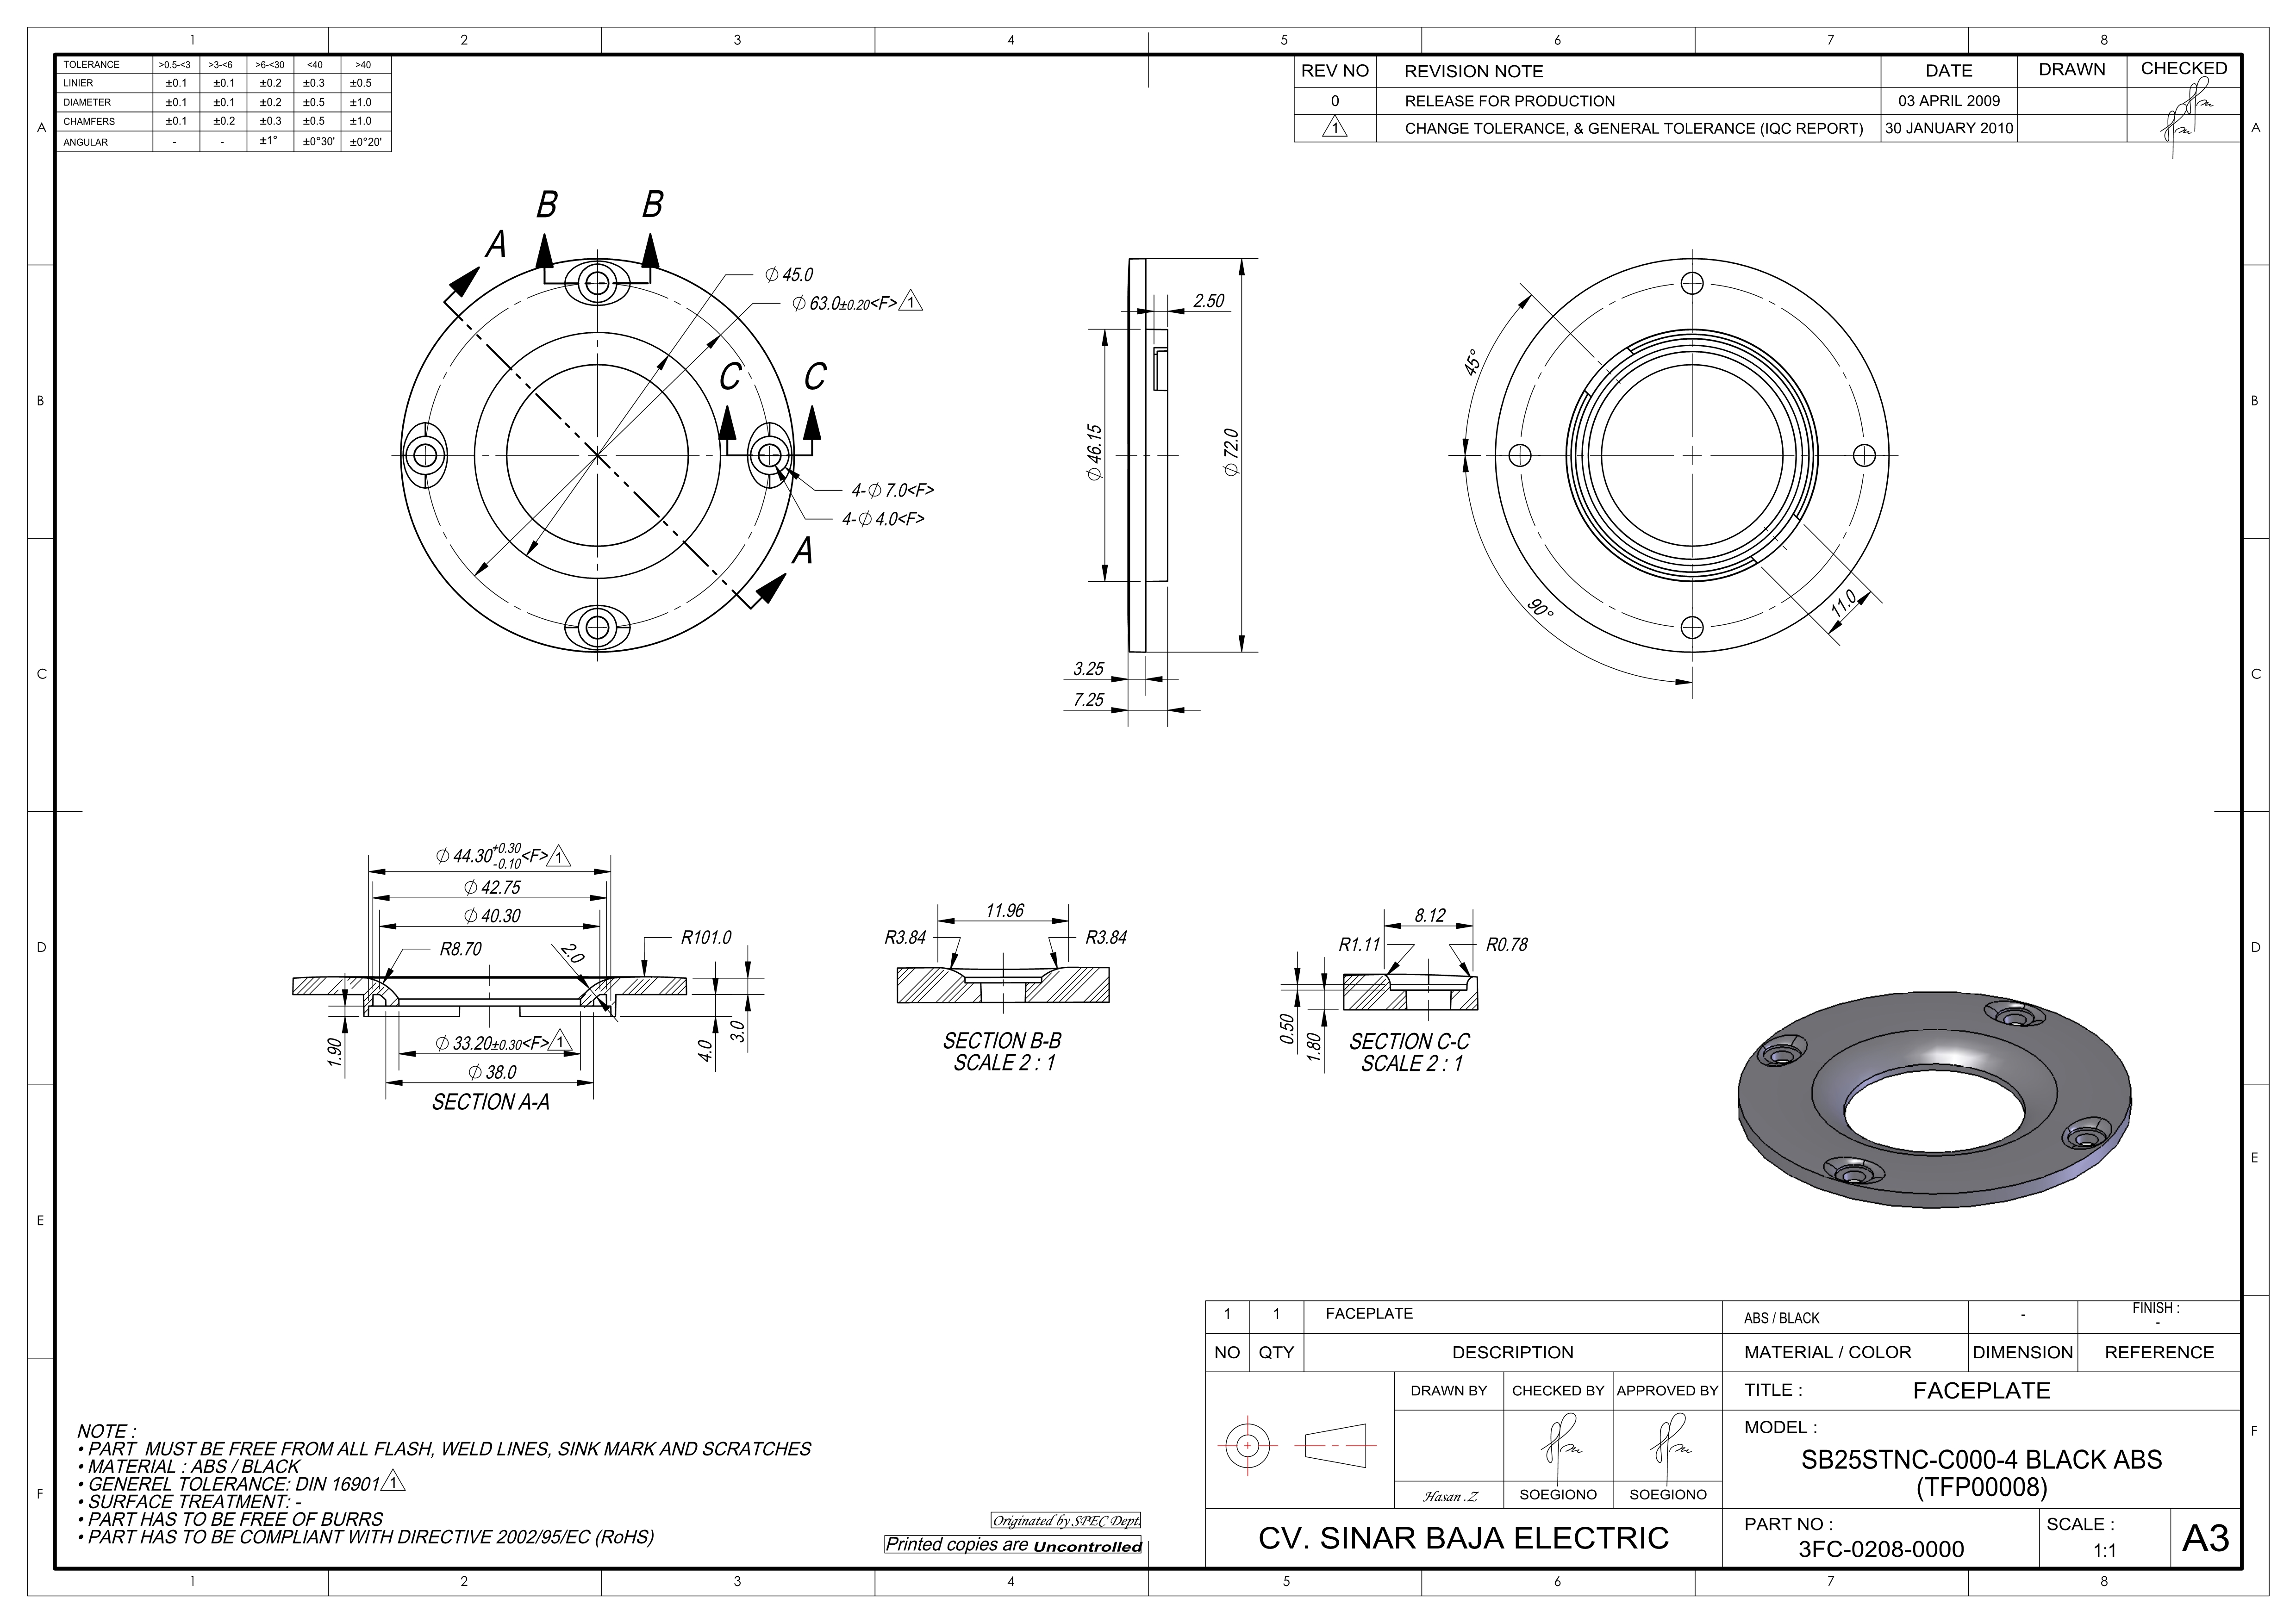 1 2 3 4 5 6 7 8
TOLERANCE >0.5-<3 >3-<6 >6-<30 <40 >40
LINIER ±0.1 ±0.1 ±0.2 ±0.3 ±0.5
DIAMETER ±0.1 ±0.1 ±0.2 ±0.5 ±1.0
CHAMFERS ±0.1 ±0.2 ±0.3 ±0.5 ±1.0
ANGULAR - - ±1° ±0°30' ±0°20'
REV NO REVISION NOTE DATE DRAWN CHECKED
0 RELEASE FOR PRODUCTION 03 APRIL 2009
1 CHANGE TOLERANCE, & GENERAL TOLERANCE (IQC REPORT) 30 JANUARY 2010
A A
B B
A
∅ 45.0
∅ 63.0±0.20<F> 1
C C
4-∅ 7.0<F>
4-∅ 4.0<F>
A
2.50
∅ 46.15
∅ 72.0
3.25
7.25
45°
90°
11.0
B B
C C
∅ 44.30 +0.30 -0.10 <F> 1
∅ 42.75
∅ 40.30
R8.70
2.0
R101.0
1.90
∅ 33.20±0.30<F> 1
∅ 38.0
4.0
3.0
SECTION A-A
11.96
R3.84 R3.84
SECTION B-B
SCALE 2 : 1
8.12
R1.11 R0.78
0.50
1.80
SECTION C-C
SCALE 2 : 1
D D
E E
F F
NOTE :
• PART MUST BE FREE FROM ALL FLASH, WELD LINES, SINK MARK AND SCRATCHES
• MATERIAL : ABS / BLACK
• GENEREL TOLERANCE: DIN 16901 1
• SURFACE TREATMENT: -
• PART HAS TO BE FREE OF BURRS
• PART HAS TO BE COMPLIANT WITH DIRECTIVE 2002/95/EC (RoHS)
Originated by SPEC Dept.
Printed copies are Uncontrolled
1 1 FACEPLATE ABS / BLACK - FINISH :
-
NO QTY DESCRIPTION MATERIAL / COLOR DIMENSION REFERENCE
DRAWN BY CHECKED BY APPROVED BY
Hasan .Z SOEGIONO SOEGIONO
TITLE : FACEPLATE
MODEL :
SB25STNC-C000-4 BLACK ABS
(TFP00008)
CV. SINAR BAJA ELECTRIC
PART NO :
3FC-0208-0000
SCALE :
1:1
A3
1 2 3 4 5 6 7 8